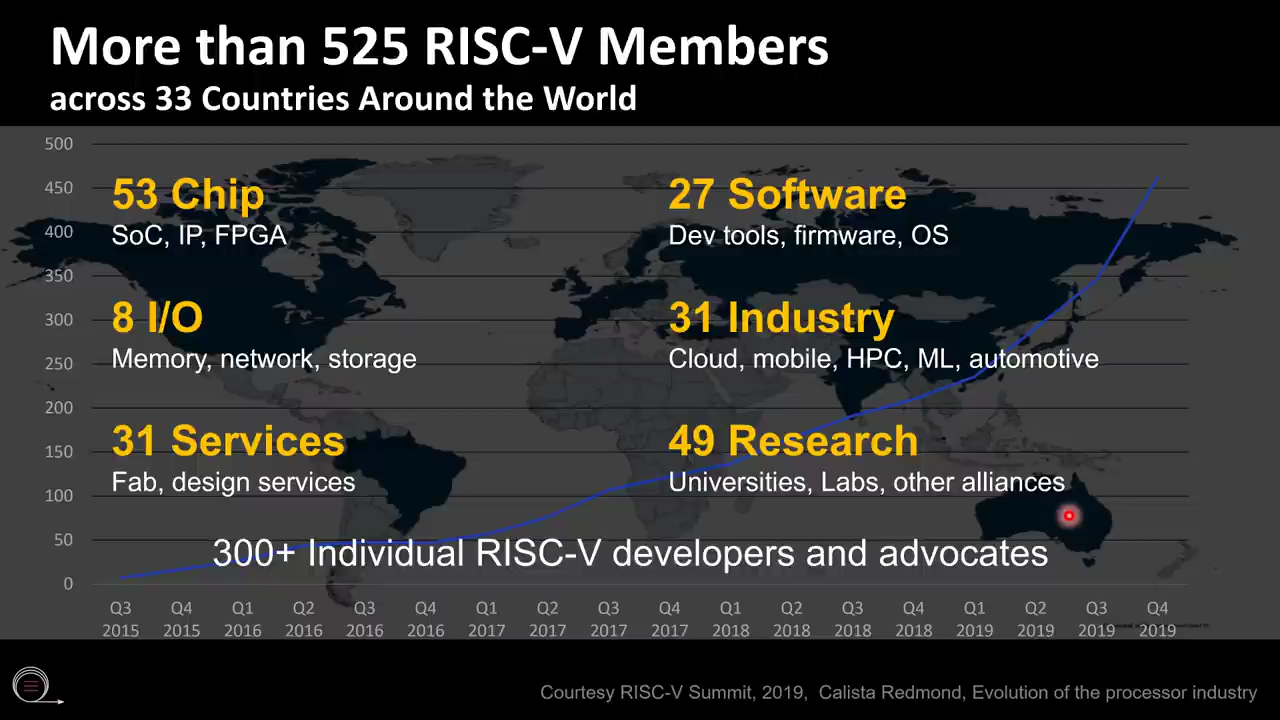 More than 525 RISC-V Members
across 33 Countries Around the World
500
450
400
350
300
250
200
150
100
50
0
53 Chip
SoC, IP, FPGA
27 Software
Dev tools, firmware, OS
8 I/O
Memory, network, storage
31 Industry
Cloud, mobile, HPC, ML, automotive
31 Services
Fab, design services
49 Research
Universities, Labs, other alliances
300+ Individual RISC-V developers and advocates
Q3 Q4 Q1 Q2 Q3 Q4 Q1 Q2 Q3 Q4 Q1 Q2 Q3 Q4 Q1 Q2 Q3 Q4
2015 2015 2016 2016 2016 2016 2017 2017 2017 2017 2018 2018 2018 2018 2019 2019 2019 2019
Courtesy RISC-V Summit, 2019, Calista Redmond, Evolution of the processor industry